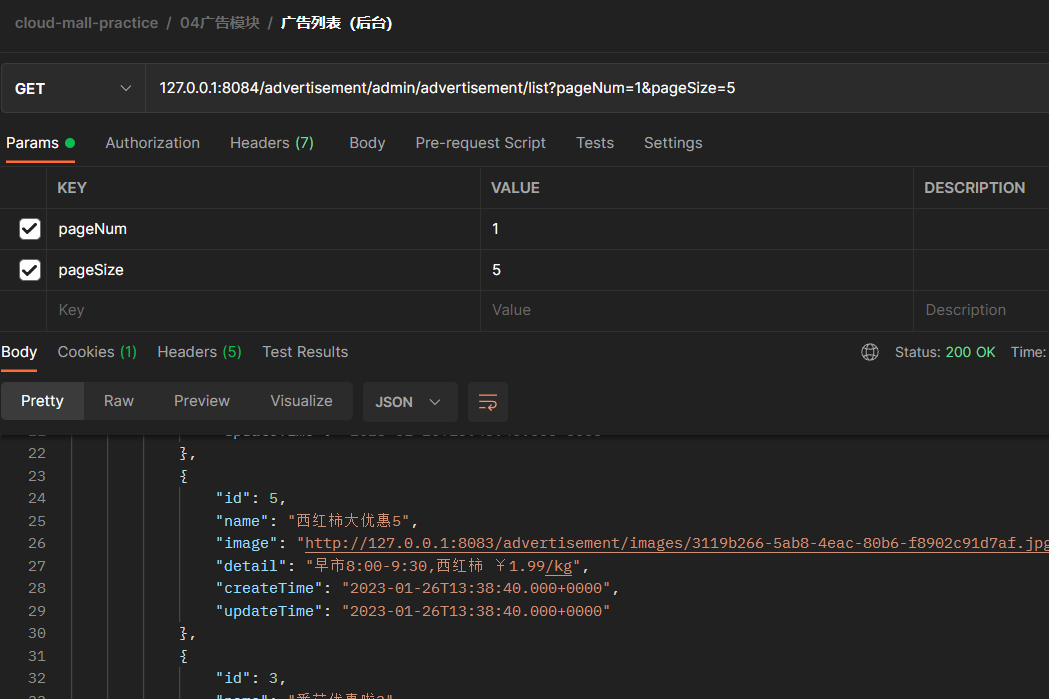 cloud-mall-practice / 04广告模块 / 广告列表（后台）
GET 127.0.0.1:8084/advertisement/admin/advertisement/list?pageNum=1&pageSize=5
Params Authorization Headers (7) Body Pre-request Script Tests Settings
KEY VALUE DESCRIPTION
pageNum 1
pageSize 5
Key Value Description
Body Cookies (1) Headers (5) Test Results Status: 200 OK Time:
Pretty Raw Preview Visualize JSON
22 },
23 {
24 "id": 5,
25 "name": "西红柿大优惠5",
26 "image": "http://127.0.0.1:8083/advertisement/images/3119b266-5ab8-4eac-80b6-f8902c91d7af.jpg
27 "detail": "早市8:00-9:30,西红柿 ￥1.99/kg",
28 "createTime": "2023-01-26T13:38:40.000+0000",
29 "updateTime": "2023-01-26T13:38:40.000+0000"
30 },
31 {
32 "id": 3,